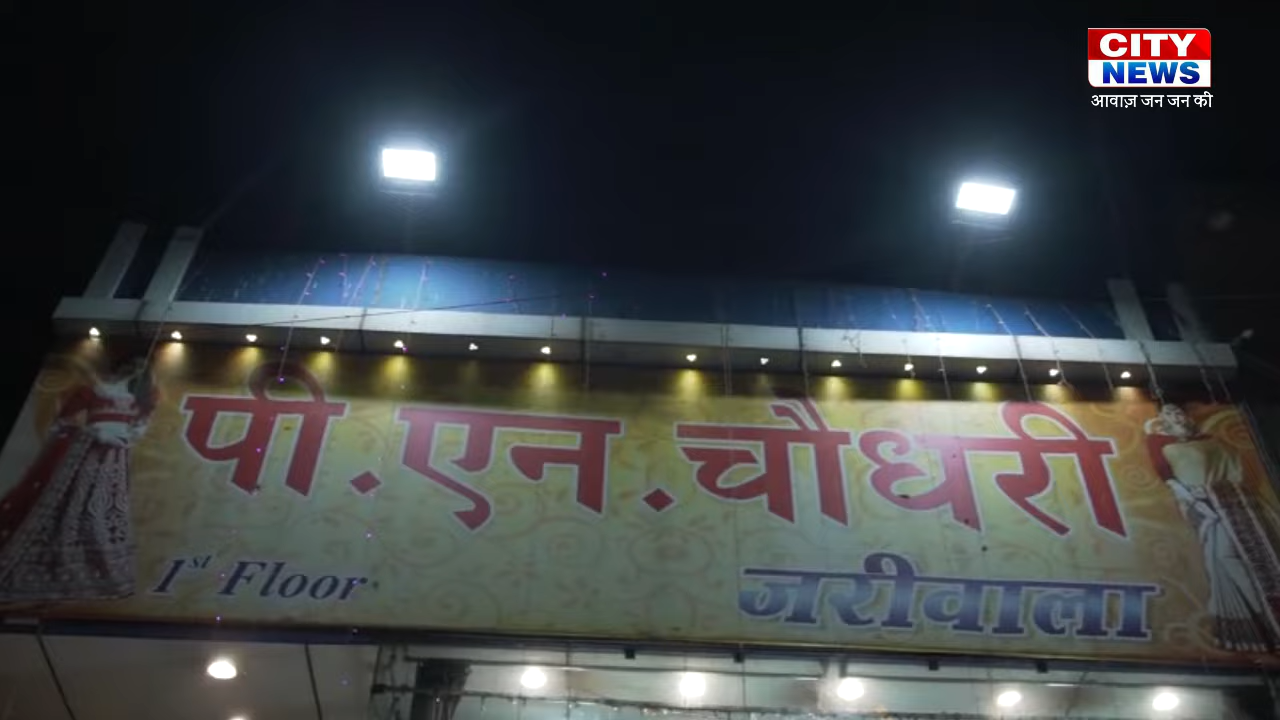 CITY
NEWS
आवाज़ जन जन की
पी.एन.चौधरी
1st Floor
जरीवाला